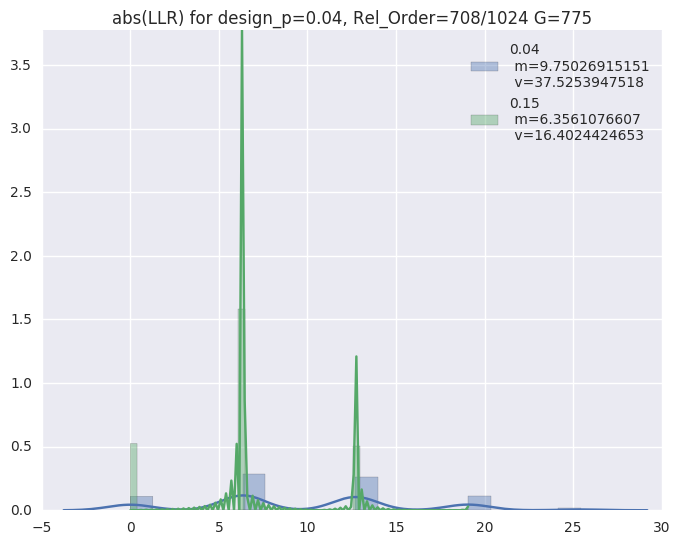 abs(LLR) for design_p=0.04, Rel_Order=708/1024 G=775
0.04
m=9.75026915151
v=37.5253947518
0.15
m=6.3561076607
v=16.4024424653
3.5
3.0
2.5
2.0
1.5
1.0
0.5
0.0
−5 0 5 10 15 20 25 30